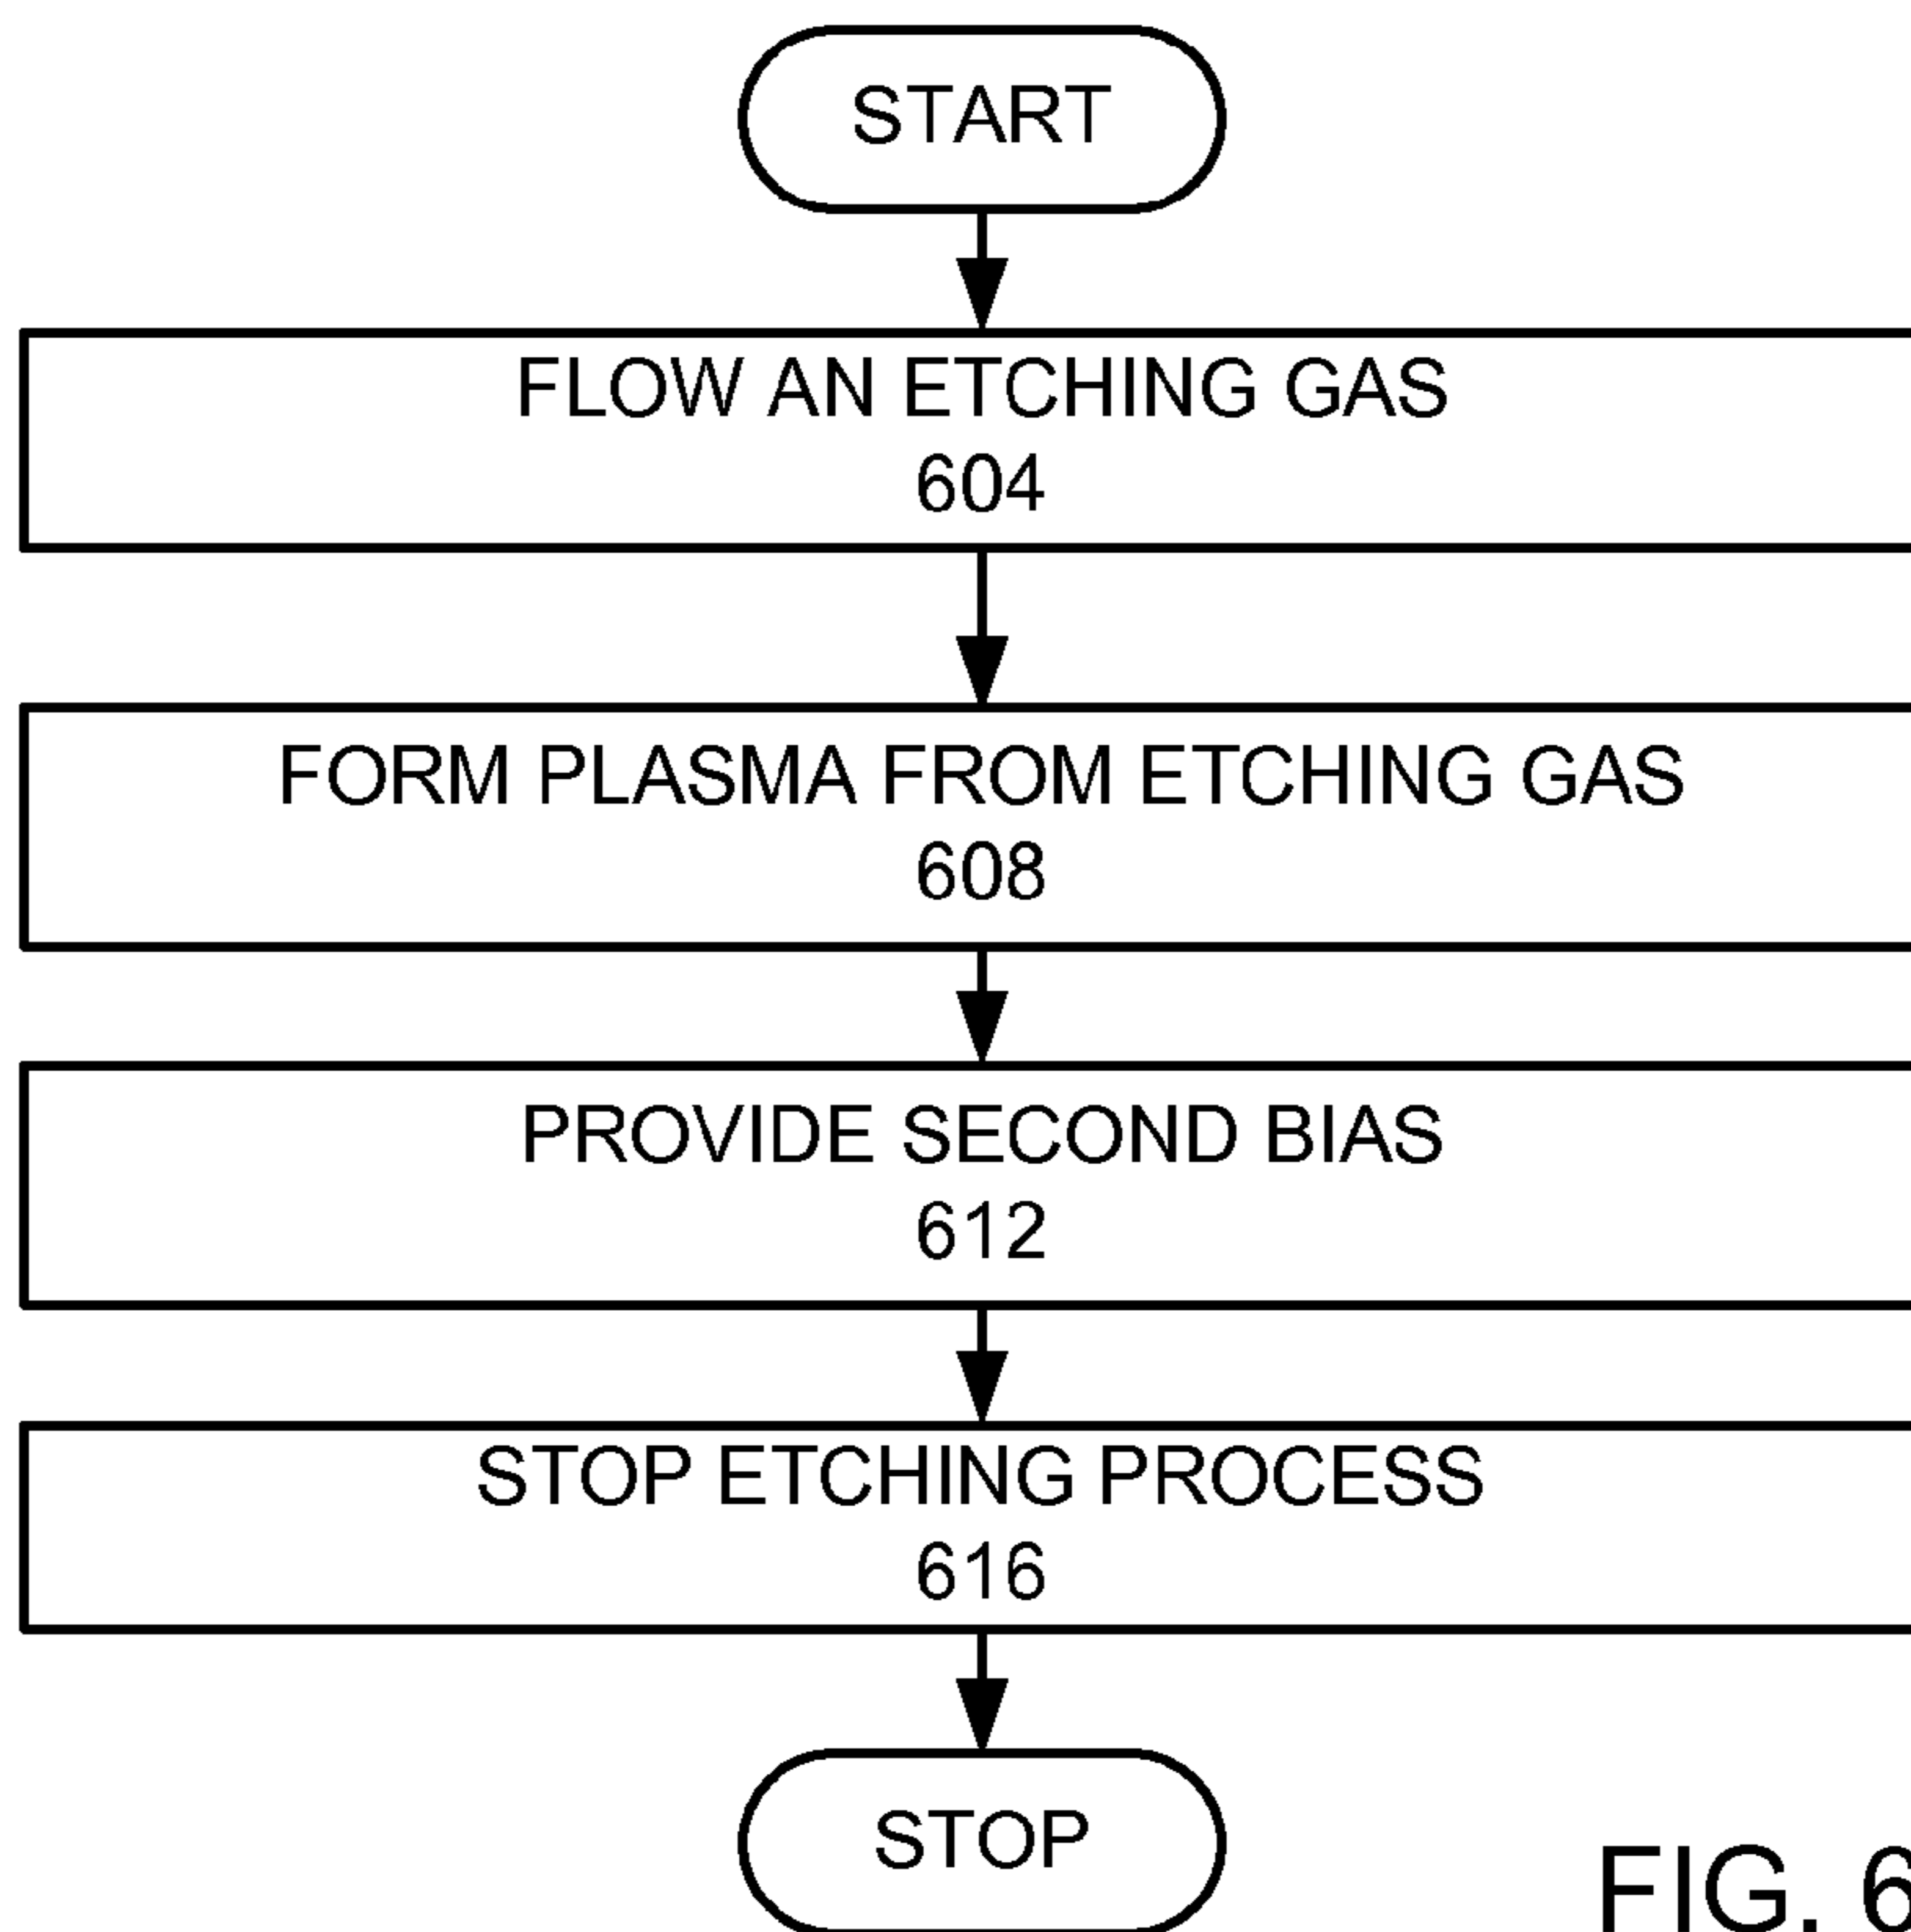 START
FLOW AN ETCHING GAS
604
FORM PLASMA FROM ETCHING GAS
608
PROVIDE SECOND BIAS
612
STOP ETCHING PROCESS
616
STOP
FIG. 6